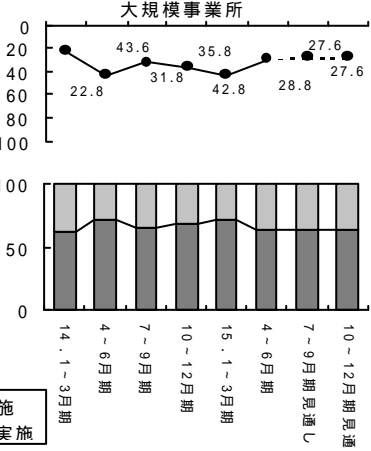 大規模事業所
0
20
40
60
80
100
22.8
43.6
31.8
35.8
42.8
28.8
27.6
27.6
100
50
0
14.1~3月期
4~6月期
7~9月期
10~12月期
15.1~3月期
4~6月期
7~9月期見通し
10~12月期見通
施
実施